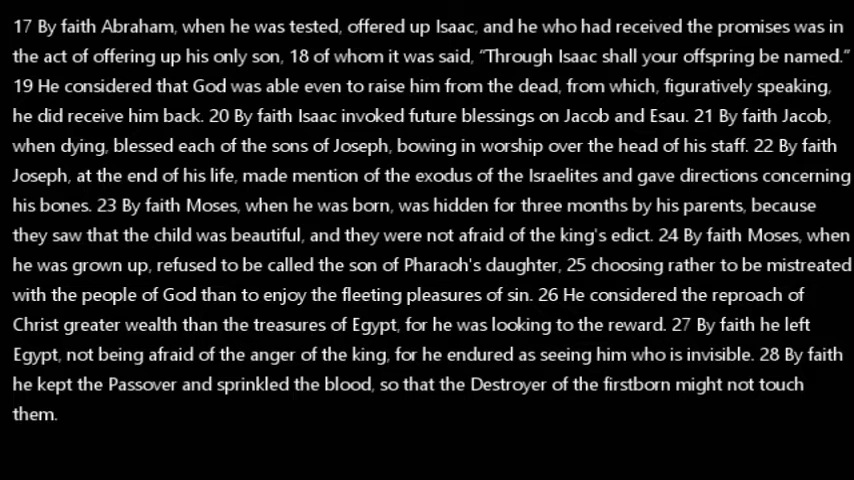 17 By faith Abraham, when he was tested, offered up Isaac, and he who had received the promises was in
the act of offering up his only son, 18 of whom it was said, “Through Isaac shall your offspring be named.”
19 He considered that God was able even to raise him from the dead, from which, figuratively speaking,
he did receive him back. 20 By faith Isaac invoked future blessings on Jacob and Esau. 21 By faith Jacob,
when dying, blessed each of the sons of Joseph, bowing in worship over the head of his staff. 22 By faith
Joseph, at the end of his life, made mention of the exodus of the Israelites and gave directions concerning
his bones. 23 By faith Moses, when he was born, was hidden for three months by his parents, because
they saw that the child was beautiful, and they were not afraid of the king's edict. 24 By faith Moses, when
he was grown up, refused to be called the son of Pharaoh's daughter, 25 choosing rather to be mistreated
with the people of God than to enjoy the fleeting pleasures of sin. 26 He considered the reproach of
Christ greater wealth than the treasures of Egypt, for he was looking to the reward. 27 By faith he left
Egypt, not being afraid of the anger of the king, for he endured as seeing him who is invisible. 28 By faith
he kept the Passover and sprinkled the blood, so that the Destroyer of the firstborn might not touch
them.